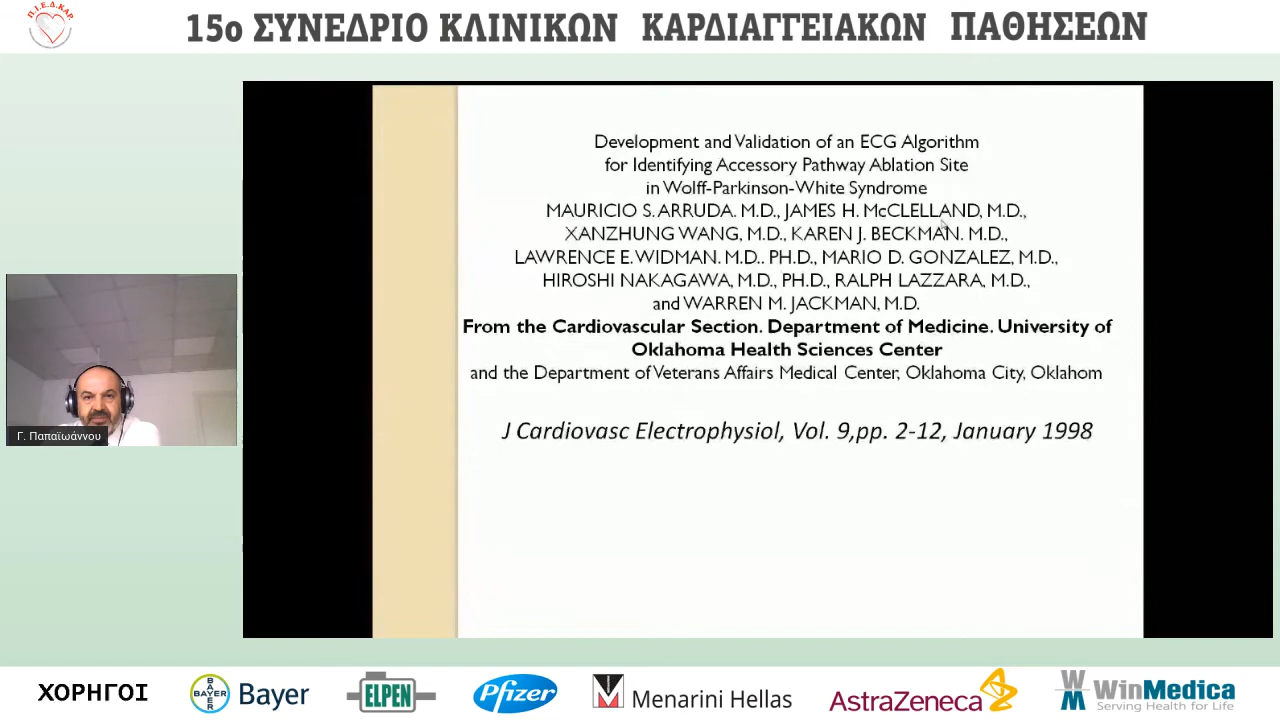 Π.Ι.Ε.Δ.ΚΑΡ.
15ο ΣΥΝΕΔΡΙΟ ΚΛΙΝΙΚΩΝ ΚΑΡΔΙΑΓΓΕΙΑΚΩΝ ΠΑΘΗΣΕΩΝ
Development and Validation of an ECG Algorithm
for Identifying Accessory Pathway Ablation Site
in Wolff-Parkinson-White Syndrome
MAURICIO S. ARRUDA. M.D., JAMES H. McCLELLAND, M.D.,
XANZHUNG WANG, M.D., KAREN J. BECKMAN. M.D.,
LAWRENCE E. WIDMAN. M.D.. PH.D., MARIO D. GONZALEZ, M.D.,
HIROSHI NAKAGAWA, M.D., PH.D., RALPH LAZZARA, M.D.,
and WARREN M. JACKMAN, M.D.
From the Cardiovascular Section. Department of Medicine. University of
Oklahoma Health Sciences Center
and the Department of Veterans Affairs Medical Center, Oklahoma City, Oklahom
J Cardiovasc Electrophysiol, Vol. 9,pp. 2-12, January 1998
Γ. Παπαϊωάννου
ΧΟΡΗΓΟΙ
BAYER
BAYER
Bayer
ELPEN
Pfizer
Menarini Hellas
AstraZeneca
WM
WinMedica
Serving Health for Life